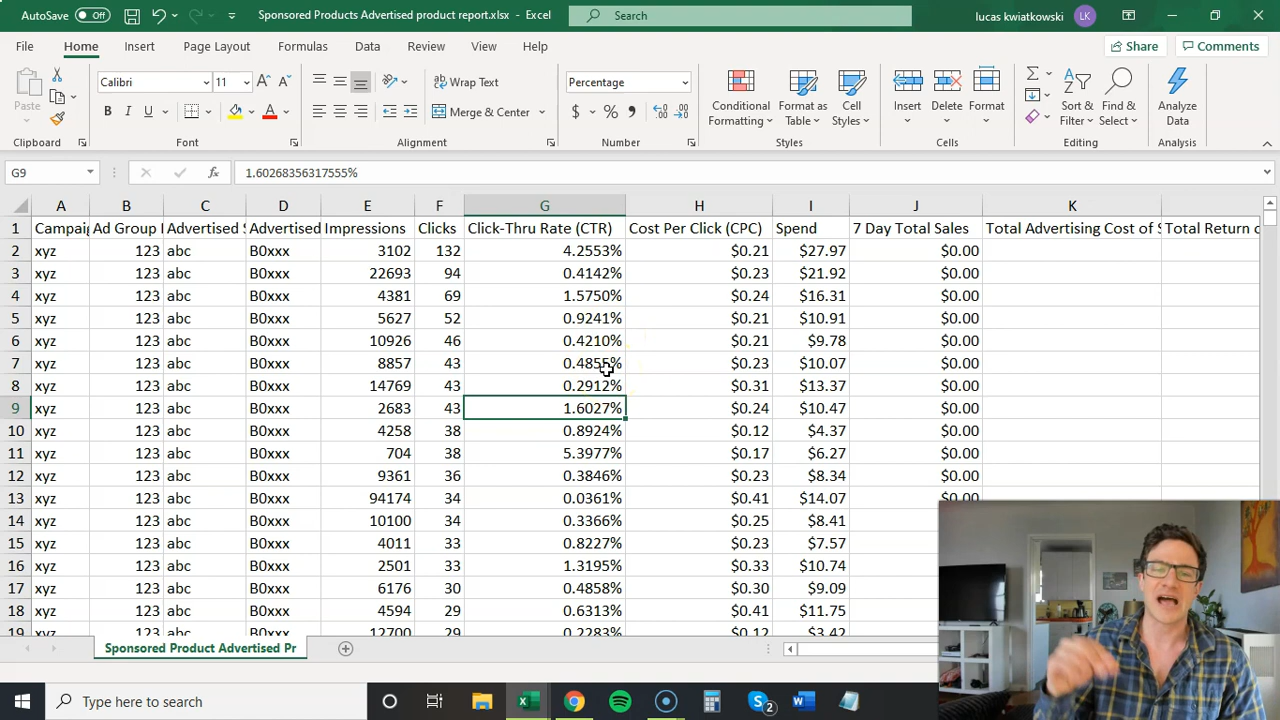 AutoSave Off Sponsored Products Advertised product report.xlsx - Excel Search lucas kwiatkowski LK
File Home Insert Page Layout Formulas Data Review View Help Share Comments
Calibri 11 Wrap Text Percentage
Paste B I U A Merge & Center $ % Conditional Formatting Format as Table Cell Styles Insert Delete Format Sort & Filter Find & Select Analyze Data
Clipboard Font Alignment Number Styles Cells Editing Analysis
G9 fx 1.60268356317555%
A B C D E F G H I J K
1 Campaig Ad Group Advertised Advertised Impressions Clicks Click-Thru Rate (CTR) Cost Per Click (CPC) Spend 7 Day Total Sales Total Advertising Cost of S Total Return o
2 xyz 123 abc B0xxx 3102 132 4.2553% $0.21 $27.97 $0.00
3 xyz 123 abc B0xxx 22693 94 0.4142% $0.23 $21.92 $0.00
4 xyz 123 abc B0xxx 4381 69 1.5750% $0.24 $16.31 $0.00
5 xyz 123 abc B0xxx 5627 52 0.9241% $0.21 $10.91 $0.00
6 xyz 123 abc B0xxx 10926 46 0.4210% $0.21 $9.78 $0.00
7 xyz 123 abc B0xxx 8857 43 0.4855% $0.23 $10.07 $0.00
8 xyz 123 abc B0xxx 14769 43 0.2912% $0.31 $13.37 $0.00
9 xyz 123 abc B0xxx 2683 43 1.6027% $0.24 $10.47 $0.00
10 xyz 123 abc B0xxx 4258 38 0.8924% $0.12 $4.37 $0.00
11 xyz 123 abc B0xxx 704 38 5.3977% $0.17 $6.27 $0.00
12 xyz 123 abc B0xxx 9361 36 0.3846% $0.23 $8.34 $0.00
13 xyz 123 abc B0xxx 94174 34 0.0361% $0.41 $14.07 $0.00
14 xyz 123 abc B0xxx 10100 34 0.3366% $0.25 $8.41
15 xyz 123 abc B0xxx 4011 33 0.8227% $0.23 $7.57
16 xyz 123 abc B0xxx 2501 33 1.3195% $0.33 $10.74
17 xyz 123 abc B0xxx 6176 30 0.4858% $0.30 $9.09
18 xyz 123 abc B0xxx 4594 29 0.6313% $0.41 $11.75
19 xyz 123 abc B0xxx 12700 29 0.2283% $0.12 $3.42
Sponsored Product Advertised Pr
Type here to search 2